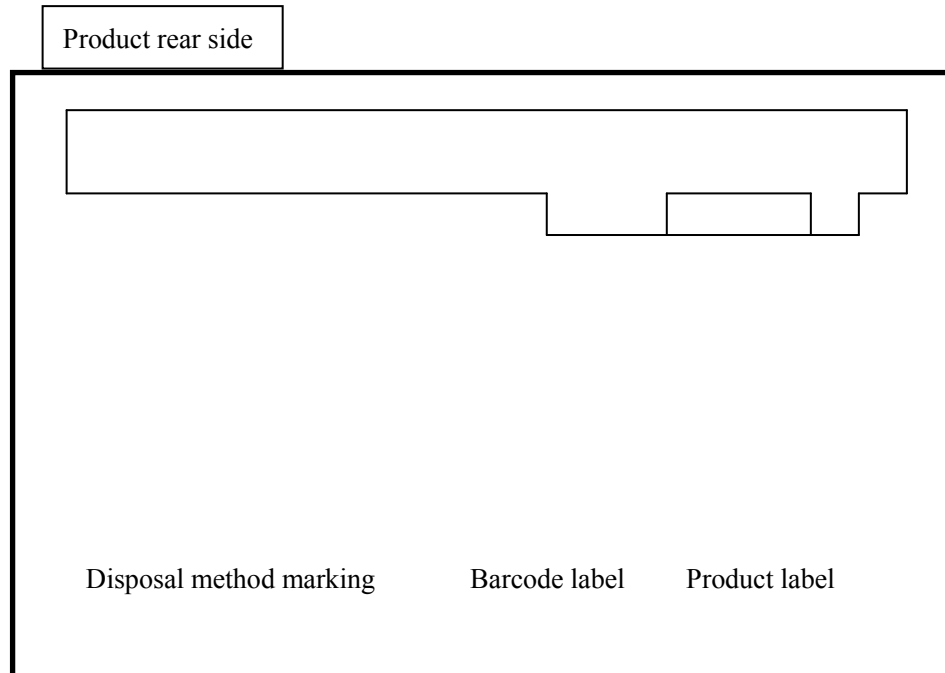 Product rear side
Disposal method marking Barcode label Product label